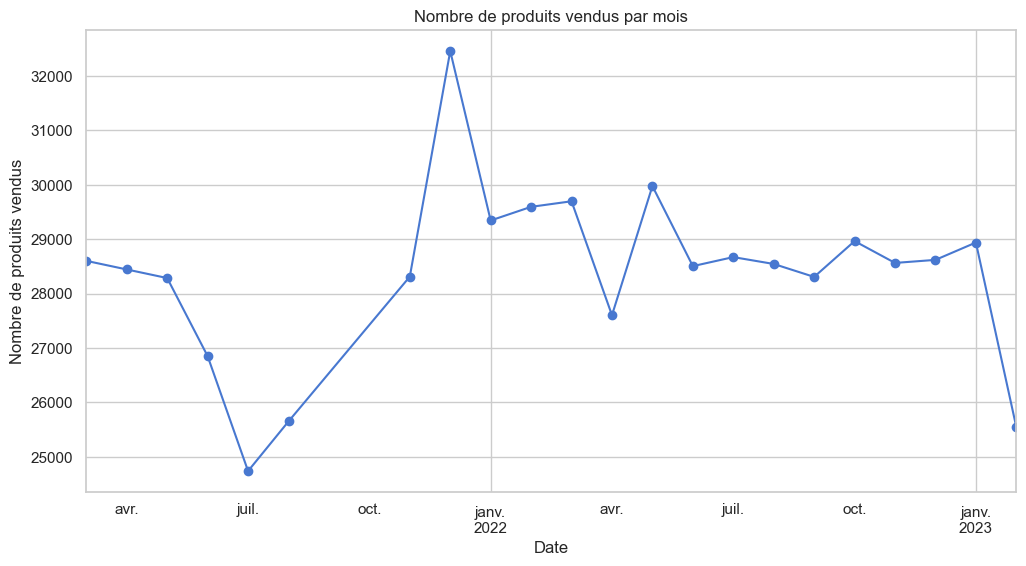 Nombre de produits vendus par mois
Nombre de produits vendus
32000
31000
30000
29000
28000
27000
26000
25000
avr.
juil.
oct.
janv.
2022
avr.
juil.
oct.
janv.
2023
Date